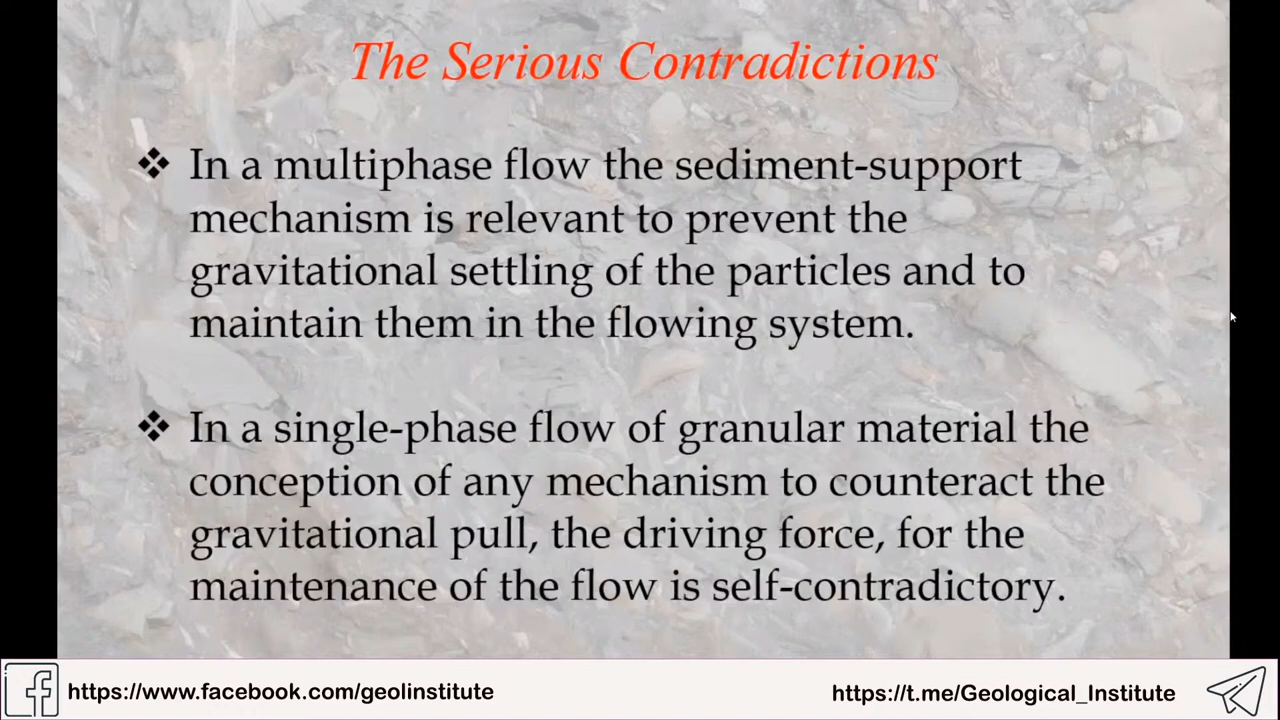 The Serious Contradictions
❖ In a multiphase flow the sediment-support
mechanism is relevant to prevent the
gravitational settling of the particles and to
maintain them in the flowing system.
❖ In a single-phase flow of granular material the
conception of any mechanism to counteract the
gravitational pull, the driving force, for the
maintenance of the flow is self-contradictory.
https://www.facebook.com/geolinstitute
https://t.me/Geological_Institute